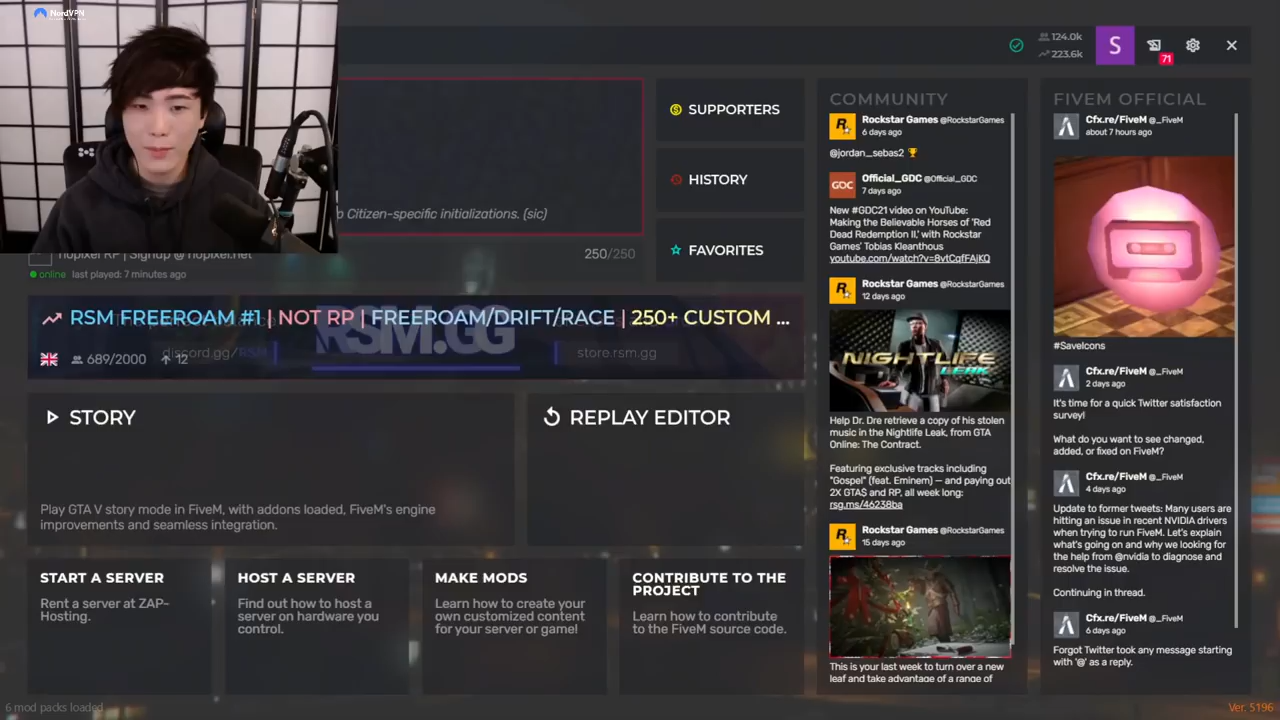 NordVPN
124.0k
223.6k
S
71
Citizen-specific initializations. (sic)
nopixel RP | Signup @ nopixel.net
250/250
online last played: 7 minutes ago
SUPPORTERS
HISTORY
FAVORITES
RSM FREEROAM #1 | NOT RP | FREEROAM/DRIFT/RACE | 250+ CUSTOM ...
RSM.GG
discord.gg/RSM
store.rsm.gg
689/2000 12
STORY
Play GTA V story mode in FiveM, with addons loaded, FiveM's engine
improvements and seamless integration.
REPLAY EDITOR
START A SERVER
Rent a server at ZAP-
Hosting.
HOST A SERVER
Find out how to host a
server on hardware you
control.
MAKE MODS
Learn how to create your
own customized content
for your server or game!
CONTRIBUTE TO THE
PROJECT
Learn how to contribute
to the FiveM source code.
COMMUNITY
Rockstar Games @RockstarGames
6 days ago
@jordan_sebas2 🏆
GDC
Official_GDC @Official_GDC
7 days ago
New #GDC21 video on YouTube:
Making the Believable Horses of 'Red
Dead Redemption II,' with Rockstar
Games' Tobias Kleanthous
youtube.com/watch?v=8vtCqfFAjKQ
Rockstar Games @RockstarGames
12 days ago
NIGHTLIFE
LEAK
Help Dr. Dre retrieve a copy of his stolen
music in the Nightlife Leak, from GTA
Online: The Contract.
Featuring exclusive tracks including
"Gospel" (feat. Eminem) — and paying out
2X GTA$ and RP, all week long:
rsg.ms/46238ba
Rockstar Games @RockstarGames
15 days ago
This is your last week to turn over a new
leaf and take advantage of a range of
FIVEM OFFICIAL
Cfx.re/FiveM @_FiveM
about 7 hours ago
#SaveIcons
Cfx.re/FiveM @_FiveM
2 days ago
It's time for a quick Twitter satisfaction
survey!
What do you want to see changed,
added, or fixed on FiveM?
Cfx.re/FiveM @_FiveM
4 days ago
Update to former tweets: Many users are
hitting an issue in recent NVIDIA drivers
when trying to run FiveM. Let's explain
what's going on and why we looking for
the help from @nvidia to diagnose and
resolve the issue.
Continuing in thread.
Cfx.re/FiveM @_FiveM
6 days ago
Forgot Twitter took any message starting
with '@' as a reply.
6 mod packs loaded
Ver. 5196